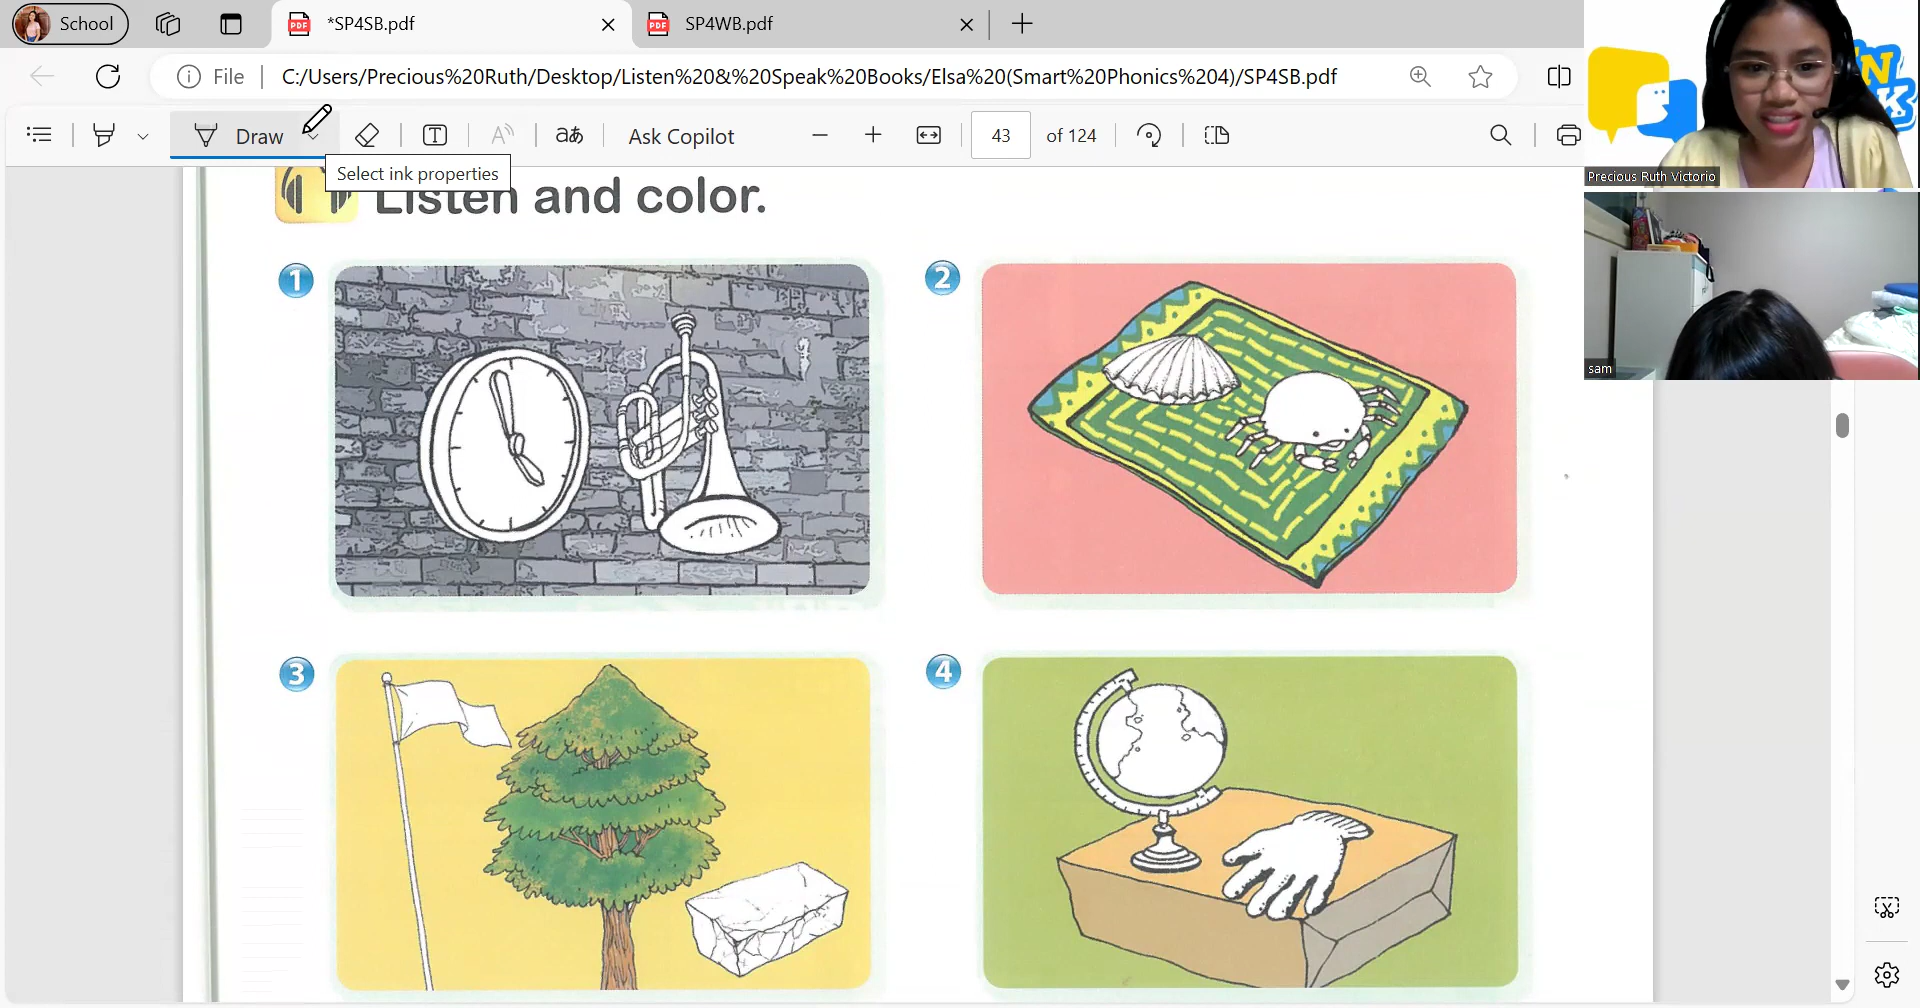 School
*SP4SB.pdf
SP4WB.pdf
File
C:/Users/Precious%20Ruth/Desktop/Listen%20&%20Speak%20Books/Elsa%20(Smart%20Phonics%204)/SP4SB.pdf
Draw
aあ
Ask Copilot
43
of 124
Select ink properties
Listen and color.
1
2
3
4
Precious Ruth Victorio
sam